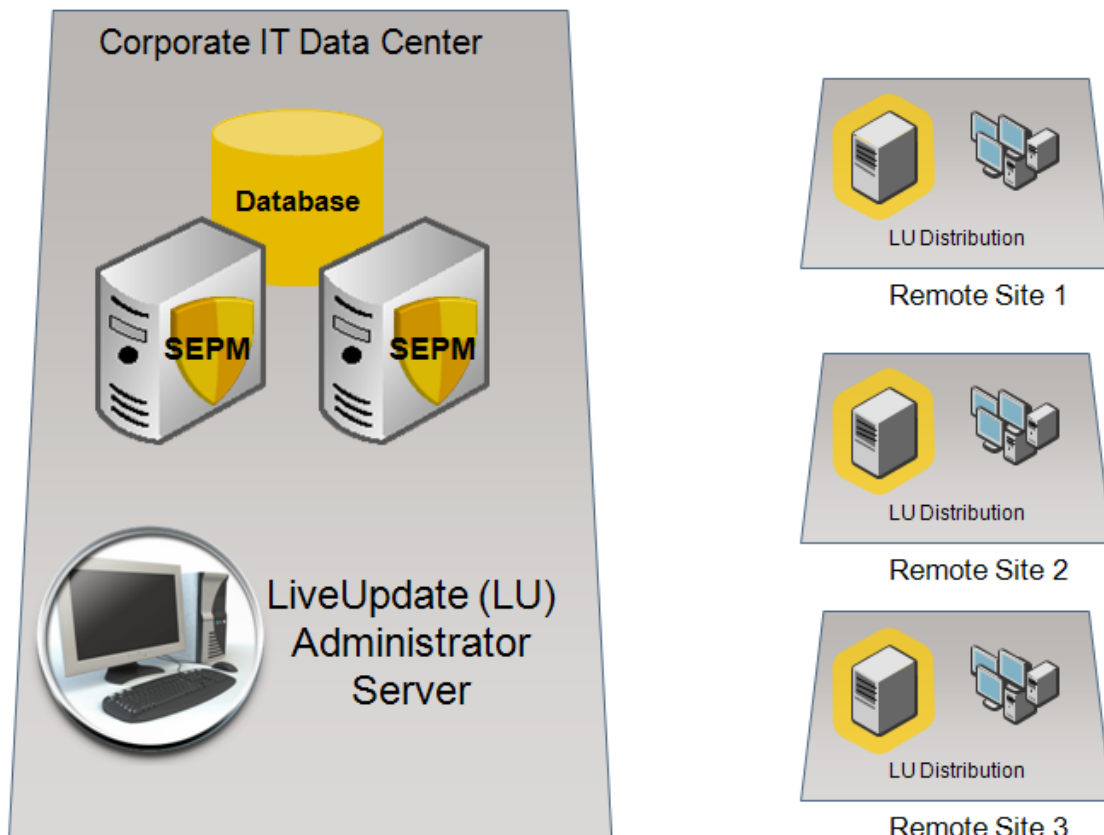 Corporate IT Data Center
Database
SEPM
SEPM
LiveUpdate (LU)
Administrator
Server
LU Distribution
Remote Site 1
LU Distribution
Remote Site 2
LU Distribution
Remote Site 3